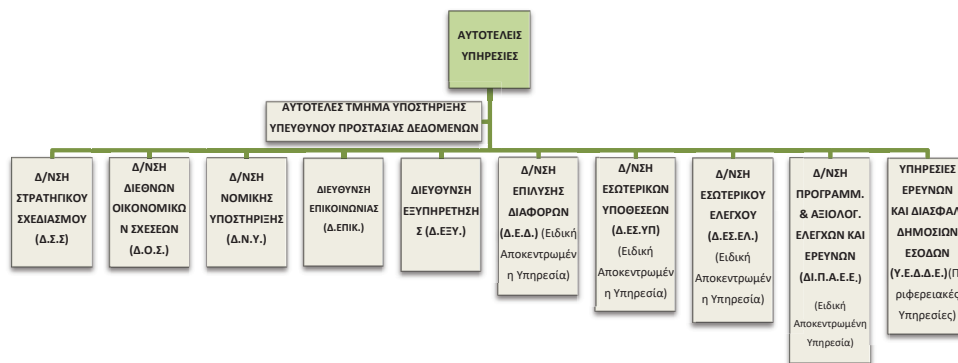 ΑΥΤΟΤΕΛΕΙΣ
ΥΠΗΡΕΣΙΕΣ
ΑΥΤΟΤΕΛΕΣ ΤΜΗΜΑ ΥΠΟΣΤΗΡΙΞΗΣ
ΥΠΕΥΘΥΝΟΥ ΠΡΟΣΤΑΣΙΑΣ ΔΕΔΟΜΕΝΩΝ
Δ/ΝΣΗ
ΣΤΡΑΤΗΓΙΚΟΥ
ΣΧΕΔΙΑΣΜΟΥ
(Δ.Σ.Σ)
Δ/ΝΣΗ
ΔΙΕΘΝΩΝ
ΟΙΚΟΝΟΜΙΚΩ
Ν ΣΧΕΣΕΩΝ
(Δ.Ο.Σ.)
Δ/ΝΣΗ
ΝΟΜΙΚΗΣ
ΥΠΟΣΤΗΡΙΞΗΣ
(Δ.Ν.Υ.)
ΔΙΕΥΘΥΝΣΗ
ΕΠΙΚΟΙΝΩΝΙΑΣ
(Δ.ΕΠΙΚ.)
ΔΙΕΥΘΥΝΣΗ
ΕΞΥΠΗΡΕΤΗΣΗ
Σ (Δ.ΕΞΥ.)
Δ/ΝΣΗ
ΕΠΙΛΥΣΗΣ
ΔΙΑΦΟΡΩΝ
(Δ.Ε.Δ.) (Ειδική
Αποκεντρωμέν
η Υπηρεσία)
Δ/ΝΣΗ
ΕΣΩΤΕΡΙΚΩΝ
ΥΠΟΘΕΣΕΩΝ
(Δ.ΕΣ.ΥΠ)
(Ειδική
Αποκεντρωμέν
η Υπηρεσία)
Δ/ΝΣΗ
ΕΣΩΤΕΡΙΚΟΥ
ΕΛΕΓΧΟΥ
(Δ.ΕΣ.ΕΛ.)
(Ειδική
Αποκεντρωμέν
η Υπηρεσία)
Δ/ΝΣΗ
ΠΡΟΓΡΑΜΜ.
& ΑΞΙΟΛΟΓ.
ΕΛΕΓΧΩΝ ΚΑΙ
ΕΡΕΥΝΩΝ
(ΔΙ.Π.Α.Ε.Ε.)
(Ειδική
Αποκεντρωμένη
Υπηρεσία)
ΥΠΗΡΕΣΙΕΣ
ΕΡΕΥΝΩΝ
ΚΑΙ ΔΙΑΣΦΑΛ
ΔΗΜΟΣΙΩΝ
ΕΣΟΔΩΝ
(Υ.Ε.Δ.Δ.Ε.)(Π
ριφερειακές
Υπηρεσίες)